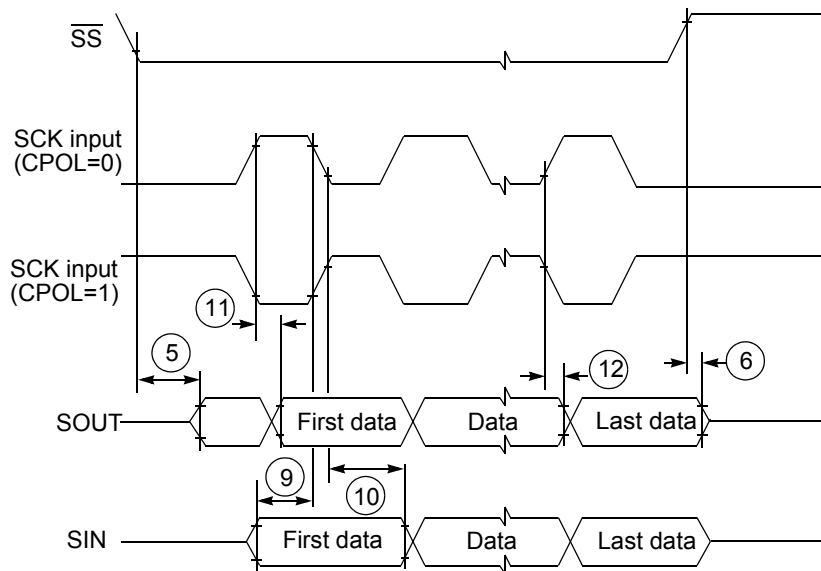 SS
SCK input
(CPOL=0)
SCK input
(CPOL=1)
11
5
12
6
SOUT
First data
Data
Last data
9
10
SIN
First data
Data
Last data